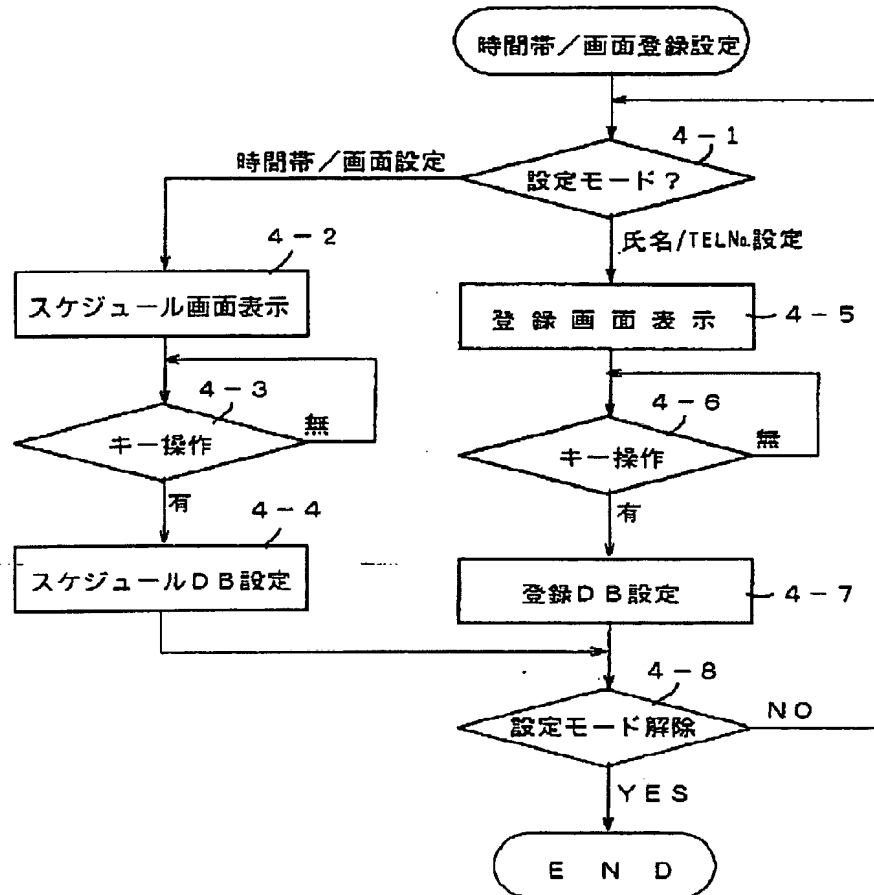 時間帯／画面登録設定
4－1
時間帯／画面設定
設定モード？
4－2
氏名/TELNo.設定
スケジュール画面表示
登録画面表示
4－5
4－3
4－6
キー操作
無
キー操作
無
有
有
4－4
スケジュールＤＢ設定
登録ＤＢ設定
4－7
4－8
設定モード解除
ＮＯ
ＹＥＳ
ＥＮＤ